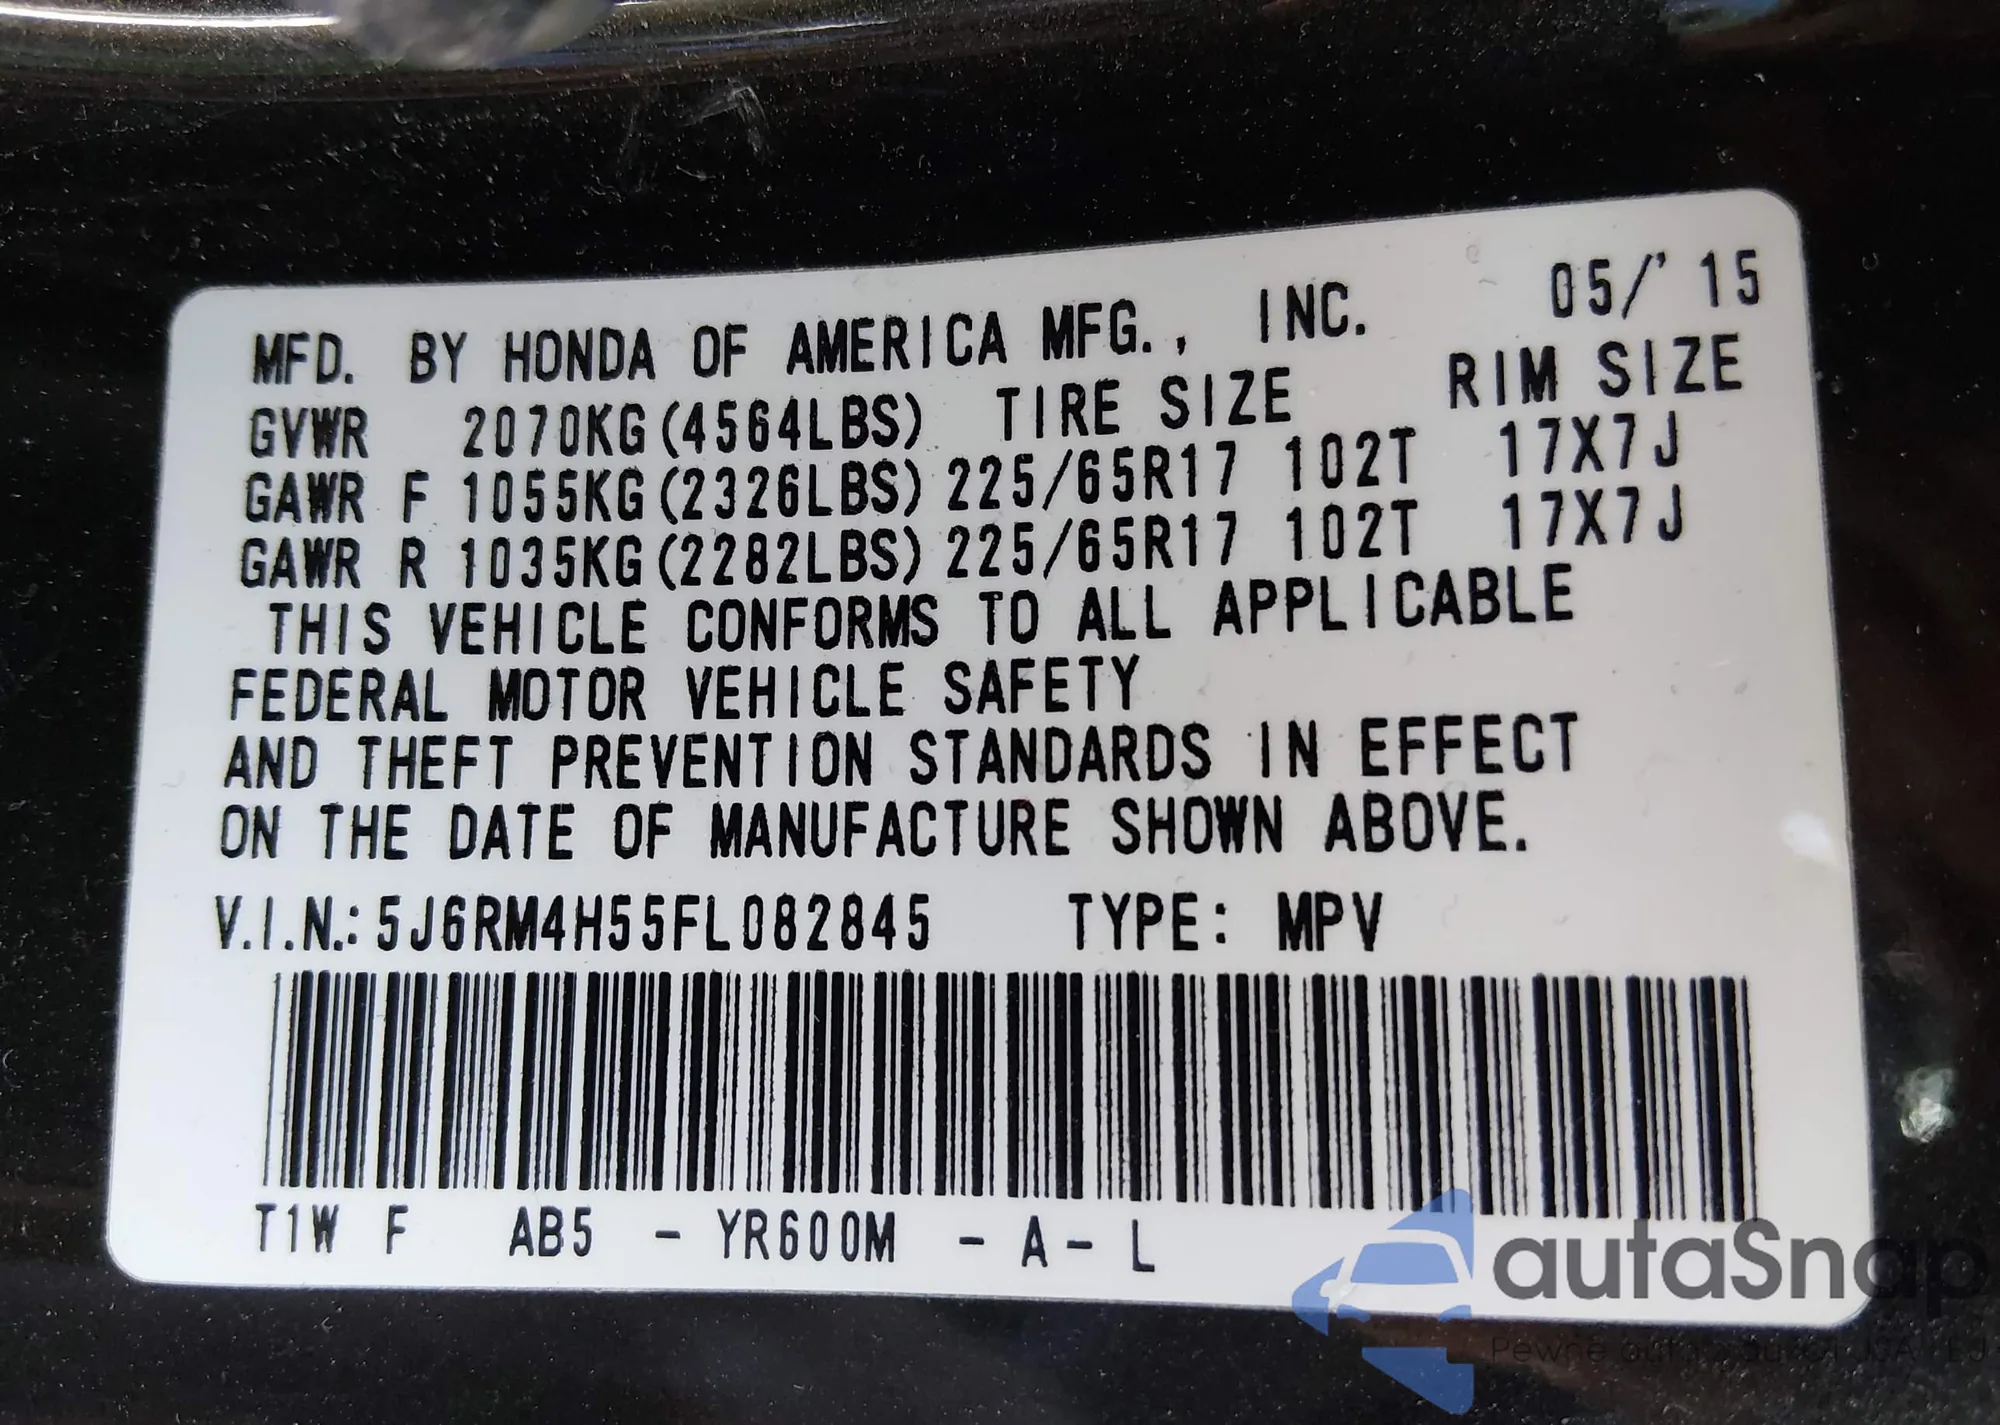 MFD. BY HONDA OF AMERICA MFG., INC. 05/'15
GVWR 2070KG(4564LBS) TIRE SIZE RIM SIZE
GAWR F 1055KG(2326LBS) 225/65R17 102T 17X7J
GAWR R 1035KG(2282LBS) 225/65R17 102T 17X7J
THIS VEHICLE CONFORMS TO ALL APPLICABLE
FEDERAL MOTOR VEHICLE SAFETY
AND THEFT PREVENTION STANDARDS IN EFFECT
ON THE DATE OF MANUFACTURE SHOWN ABOVE.
V.I.N.: 5J6RM4H55FL082845 TYPE: MPV
T1W F AB5 - YR600M - A - L
autaSnap
Pewne auta z